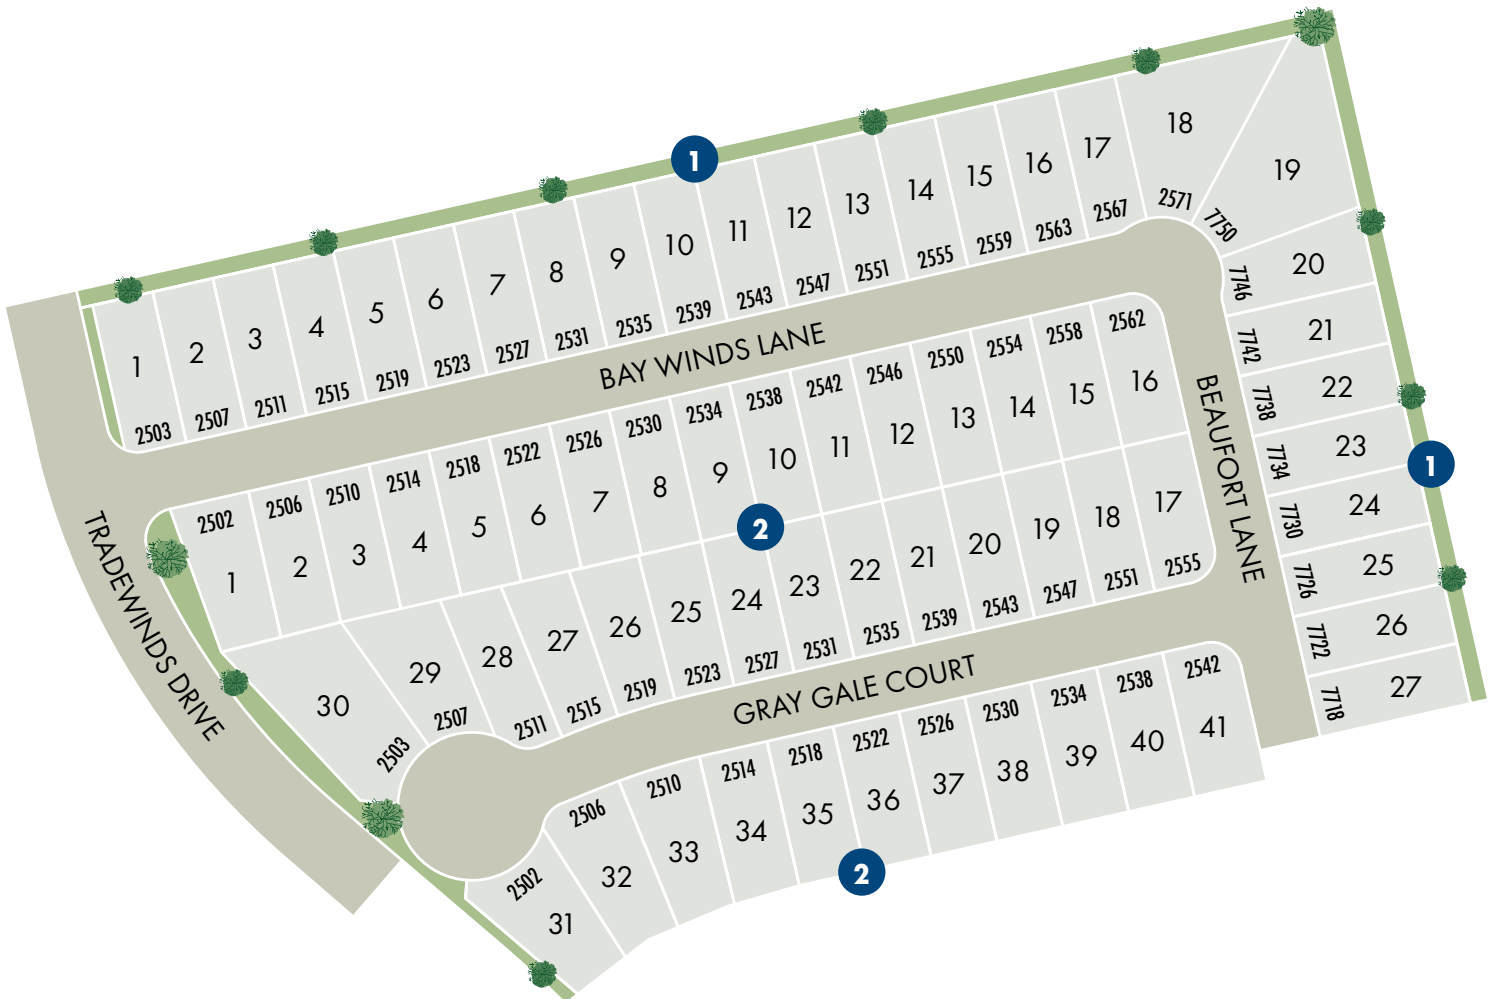 1
1 2 3 4 5 6 7 8 9 10 11 12 13 14 15 16 17 18 19
2503 2507 2511 2515 2519 2523 2527 2531 2535 2539 2543 2547 2551 2555 2559 2563 2567 2571 7750
BAY WINDS LANE
2502 2506 2510 2514 2518 2522 2526 2530 2534 2538 2542 2546 2550 2554 2558 2562
1 2 3 4 5 6 7 8 9 10 11 12 13 14 15 16
2
30 29 28 27 26 25 24 23 22 21 20 19 18 17
2503 2507 2511 2515 2519 2523 2527 2531 2535 2539 2543 2547 2551 2555
GRAY GALE COURT
2502 2506 2510 2514 2518 2522 2526 2530 2534 2538 2542
31 32 33 34 35 36 37 38 39 40 41
2
TRADEWINDS DRIVE
BEAUFORT LANE
7746 20
7742 21
7738 22
7734 23
1
7730 24
7726 25
7722 26
7718 27